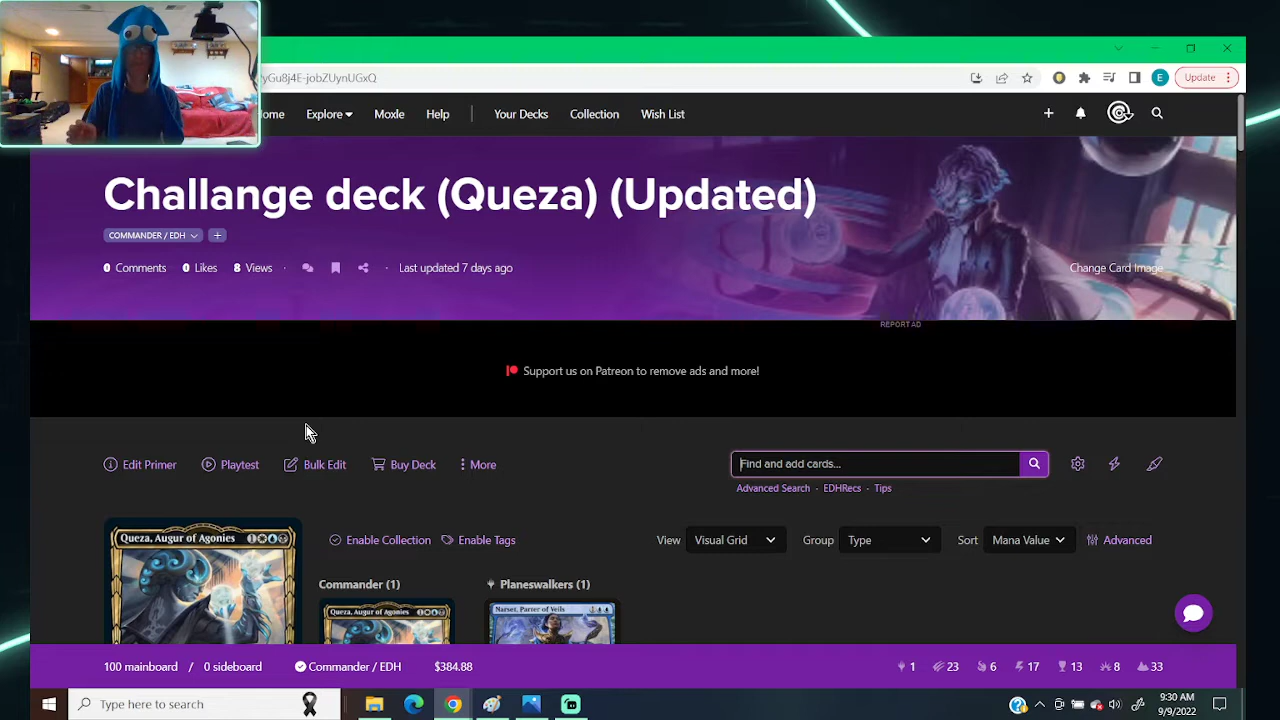 yGu8j4E-jobZUynUGxQ
E
Update
ome
Explore
Moxle
Help
Your Decks
Collection
Wish List
Challange deck (Queza) (Updated)
COMMANDER / EDH
+
0 Comments
0 Likes
8 Views
Last updated 7 days ago
Change Card Image
REPORT AD
Support us on Patreon to remove ads and more!
Edit Primer
Playtest
Bulk Edit
Buy Deck
More
Find and add cards...
Advanced Search · EDHRecs · Tips
Queza, Augur of Agonies
Enable Collection
Enable Tags
View
Visual Grid
Group
Type
Sort
Mana Value
Advanced
Commander (1)
Planeswalkers (1)
Queza, Augur of Agonies
Narset, Parter of Veils
100 mainboard / 0 sideboard
Commander / EDH
$384.88
1
23
6
17
13
8
33
Type here to search
9:30 AM
9/9/2022